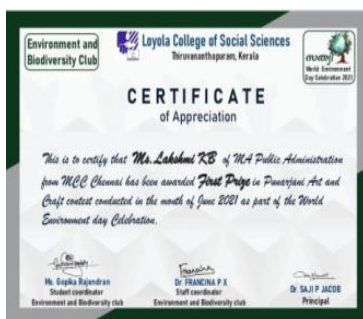 Environment and
Biodiversity Club
Loyola College of Social Sciences
Thiruvananthapuram, Kerala
World Environment
Day Celebration 2021
CERTIFICATE
of Appreciation
This is to certify that Ms. Lakshmi KB of MA Public Administration
from MCC Chennai has been awarded First Prize in Punarjani Art and
Craft contest conducted in the month of June 2021 as part of the World
Environment day Celebration.
Ms. Gopika Rajendran
Student coordinator
Environment and Biodiversity club
Francina
Dr. FRANCINA P X
Staff coordinator
Environment and Biodiversity club
Dr. SAJI P JACOB
Principal